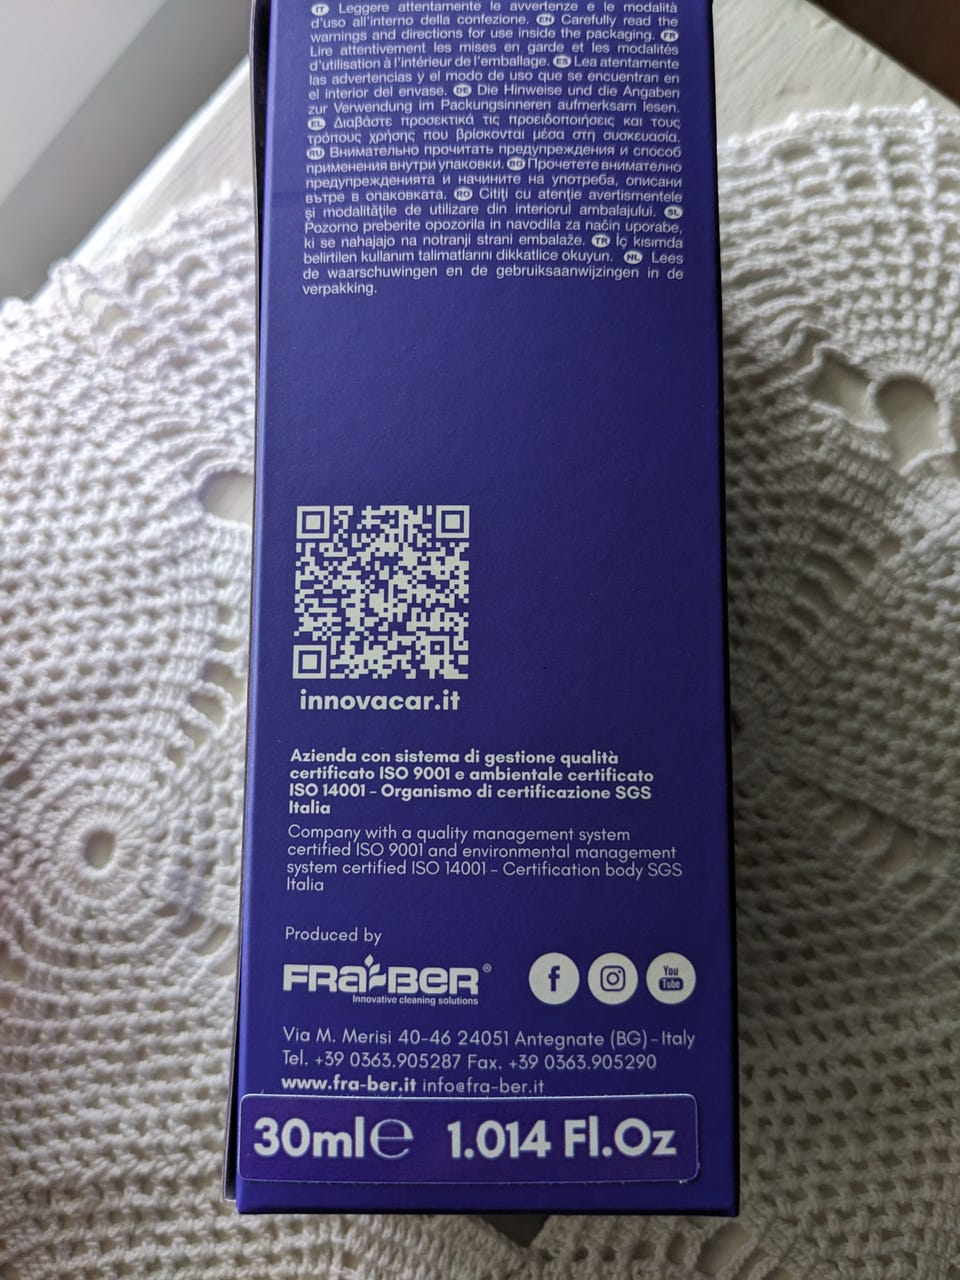 IT Leggere attentamente le avvertenze e le modalità
d'uso all'interno della confezione. EN Carefully read the
warnings and directions for use inside the packaging. FR
Lire attentivement les mises en garde et les modalités
d'utilisation à l'intérieur de l'emballage. ES Lea atentamente
las advertencias y el modo de uso que se encuentran en
el interior del envase. DE Die Hinweise und die Angaben
zur Verwendung im Packungsinneren aufmerksam lesen.
EL Διαβάστε προσεκτικά τις προειδοποιήσεις και τους
τρόπους χρήσης που βρίσκονται μέσα στη συσκευασία.
RU Внимательно прочитать предупреждения и способ
применения внутри упаковки. BG Прочетете внимателно
предупрежденията и начините на употреба, описани
вътре в опаковката. RO Citiţi cu atenţie avertismentele
şi modalităţile de utilizare din interiorul ambalajului. SL
Pozorno preberite opozorila in navodila za način uporabe,
ki se nahajajo na notranji strani embalaže. TR İç kısımda
belirtilen kullanım talimatlarını dikkatlice okuyun. NL Lees
de waarschuwingen en de gebruiksaanwijzingen in de
verpakking.
innovacar.it
Azienda con sistema di gestione qualità
certificato ISO 9001 e ambientale certificato
ISO 14001 - Organismo di certificazione SGS
Italia
Company with a quality management system
certified ISO 9001 and environmental management
system certified ISO 14001 - Certification body SGS
Italia
Produced by
FRA-BER®
Innovative cleaning solutions
f
You
Tube
Via M. Merisi 40-46 24051 Antegnate (BG) - Italy
Tel. +39 0363.905287 Fax. +39 0363.905290
www.fra-ber.it info@fra-ber.it
30ml℮ 1.014 Fl.Oz